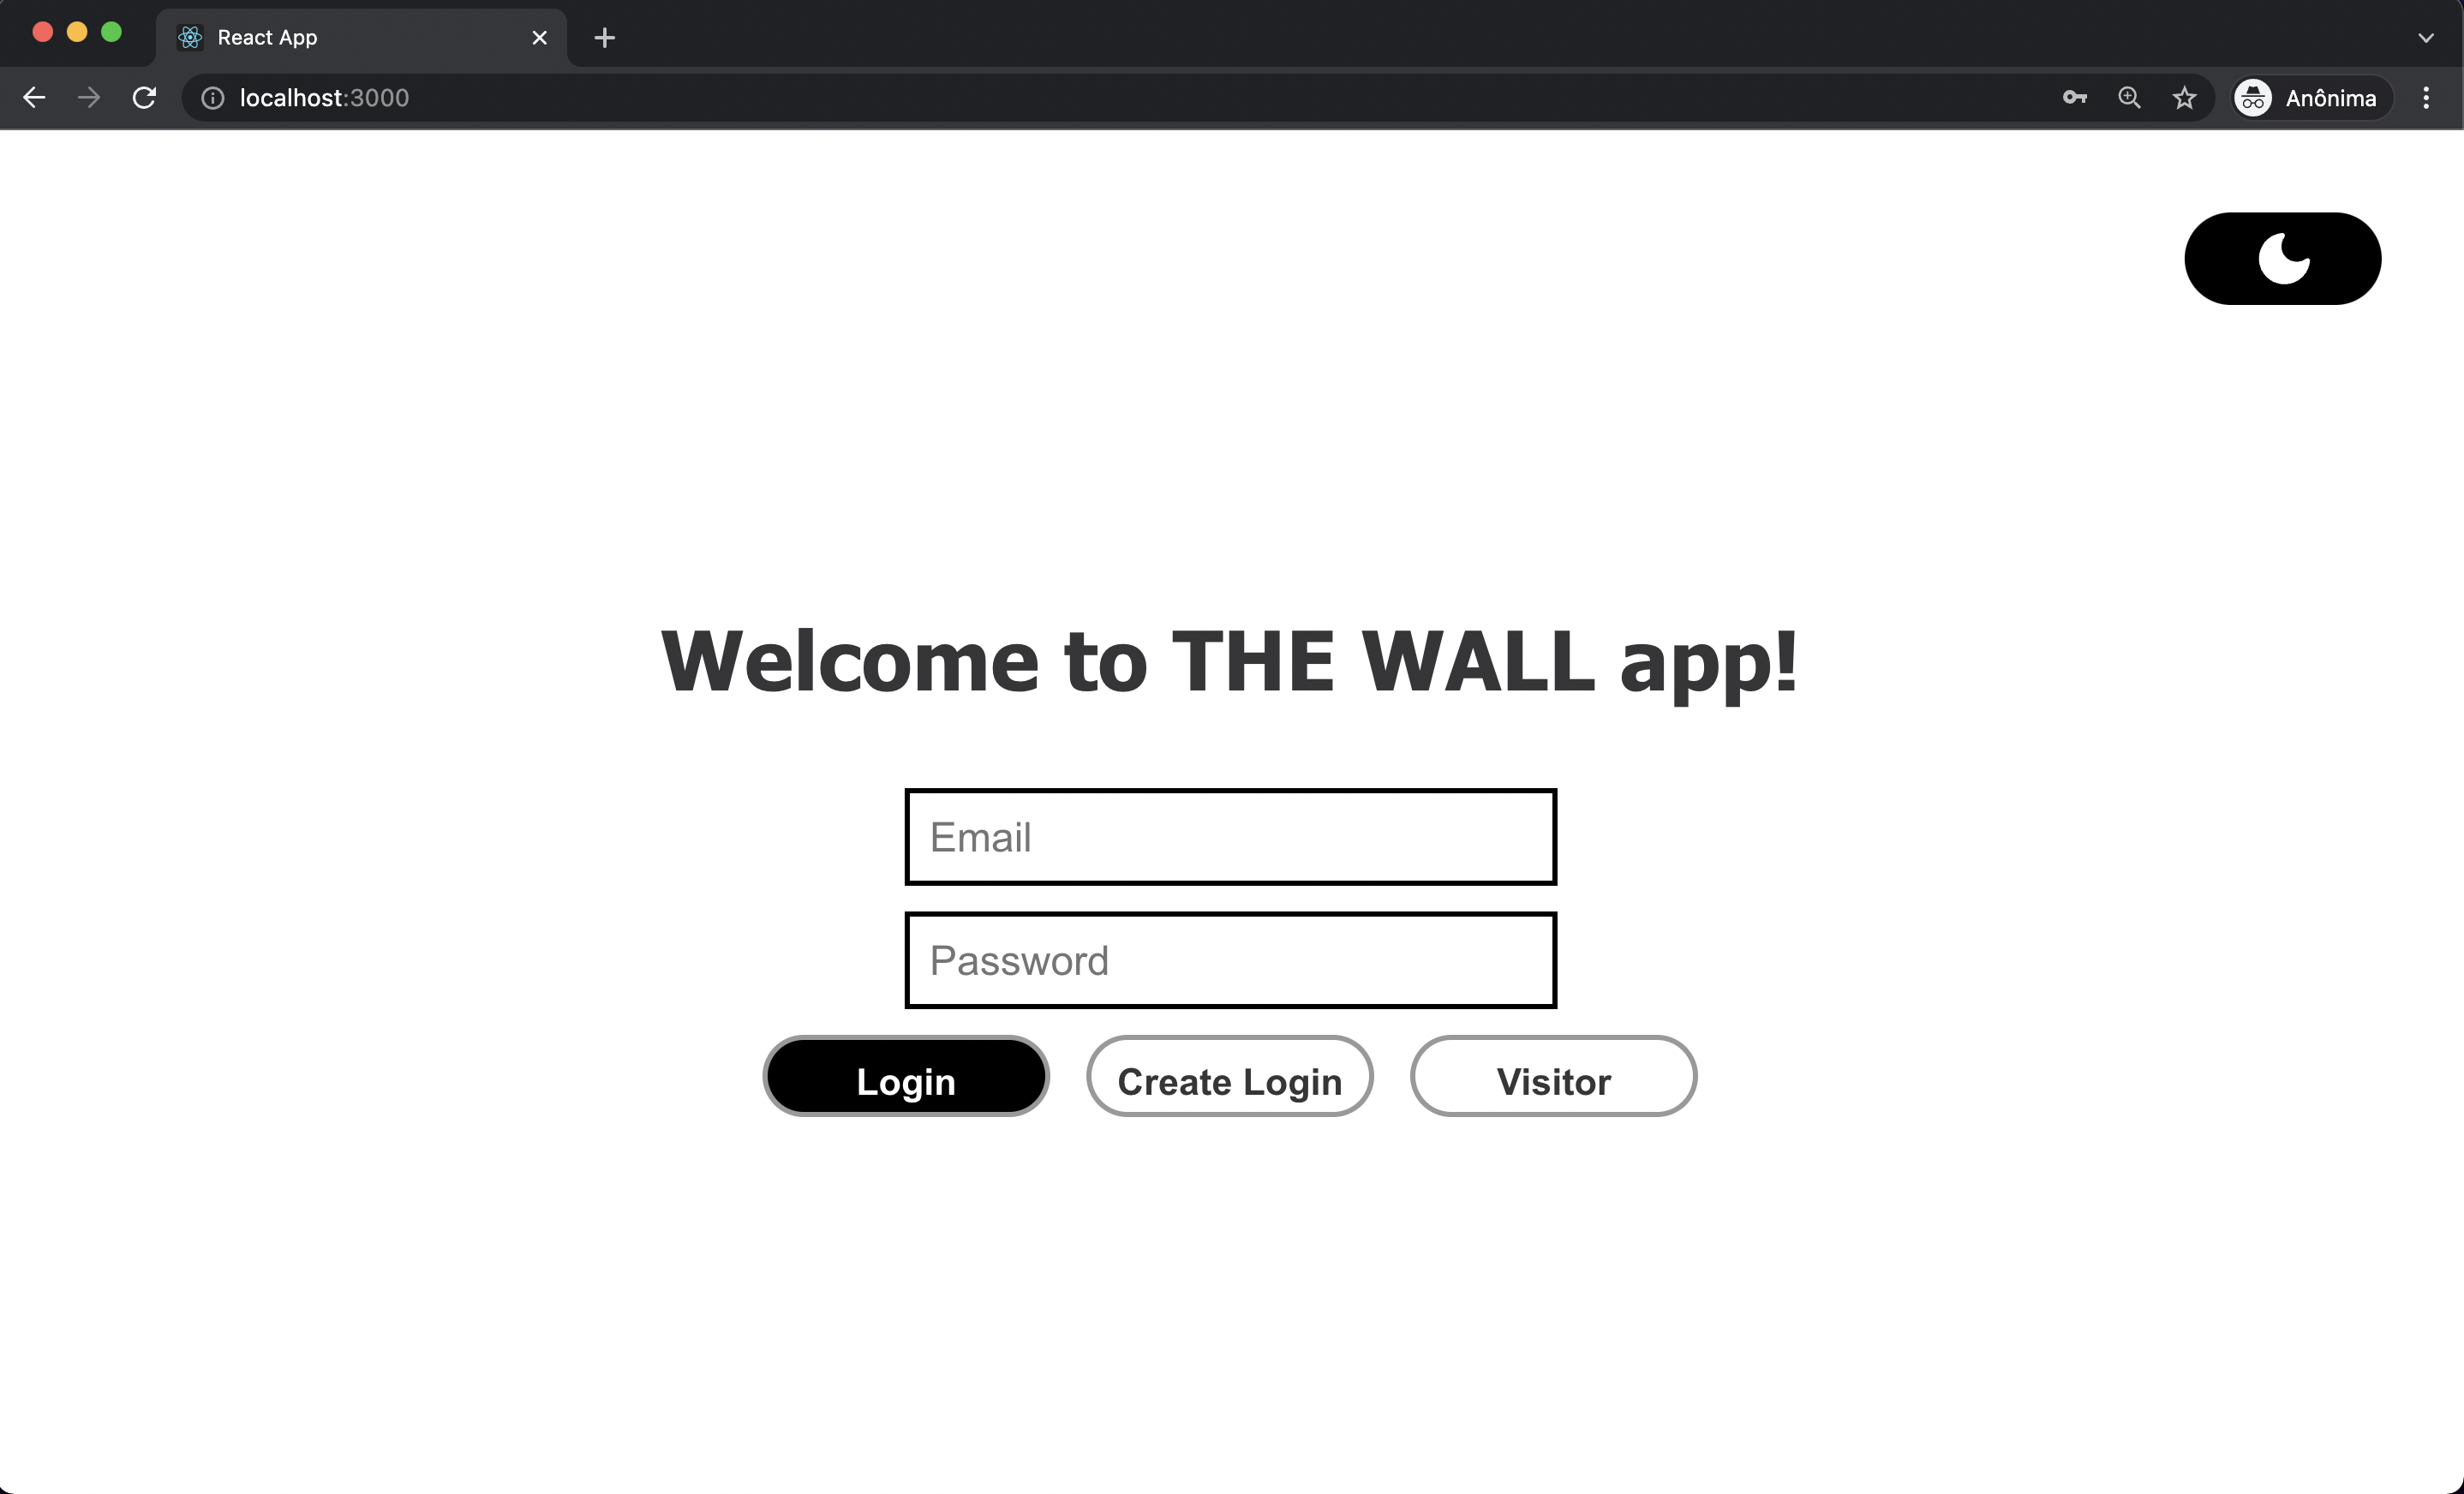 React App
localhost:3000
Anônima
Welcome to THE WALL app!
Email
Password
Login
Create Login
Visitor